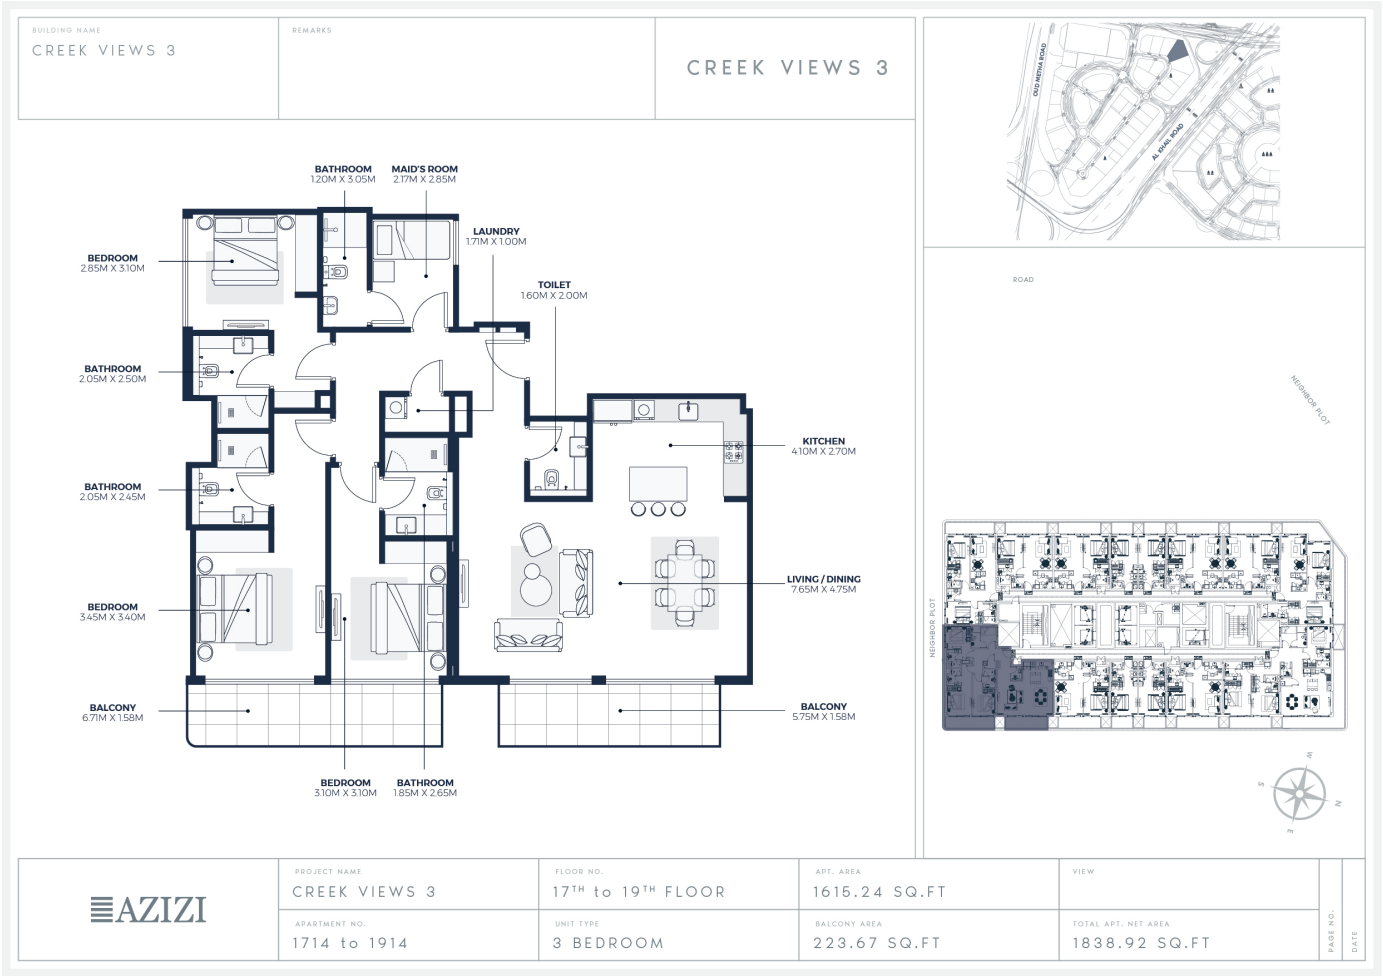 BUILDING NAME
CREEK VIEWS 3
REMARKS
CREEK VIEWS 3
OUD METHA ROAD
AL KHAIL ROAD
ROAD
NEIGHBOR PLOT
NEIGHBOR PLOT
W
S
N
E
BATHROOM
1.20M X 3.05M
MAID'S ROOM
2.17M X 2.85M
LAUNDRY
1.71M X 1.00M
BEDROOM
2.85M X 3.10M
TOILET
1.60M X 2.00M
BATHROOM
2.05M X 2.50M
KITCHEN
4.10M X 2.70M
BATHROOM
2.05M X 2.45M
LIVING / DINING
7.65M X 4.75M
BEDROOM
3.45M X 3.40M
BALCONY
6.71M X 1.58M
BALCONY
5.75M X 1.58M
BEDROOM
3.10M X 3.10M
BATHROOM
1.85M X 2.65M
AZIZI
PROJECT NAME
CREEK VIEWS 3
FLOOR NO.
17TH to 19TH FLOOR
APT. AREA
1615.24 SQ.FT
VIEW
APARTMENT NO.
1714 to 1914
UNIT TYPE
3 BEDROOM
BALCONY AREA
223.67 SQ.FT
TOTAL APT. NET AREA
1838.92 SQ.FT
PAGE NO.
DATE